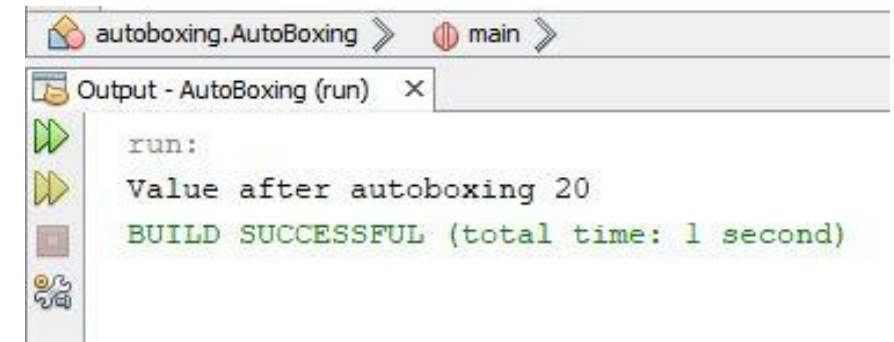 autoboxing.AutoBoxing main
Output - AutoBoxing (run)
run:
Value after autoboxing 20
BUILD SUCCESSFUL (total time: 1 second)